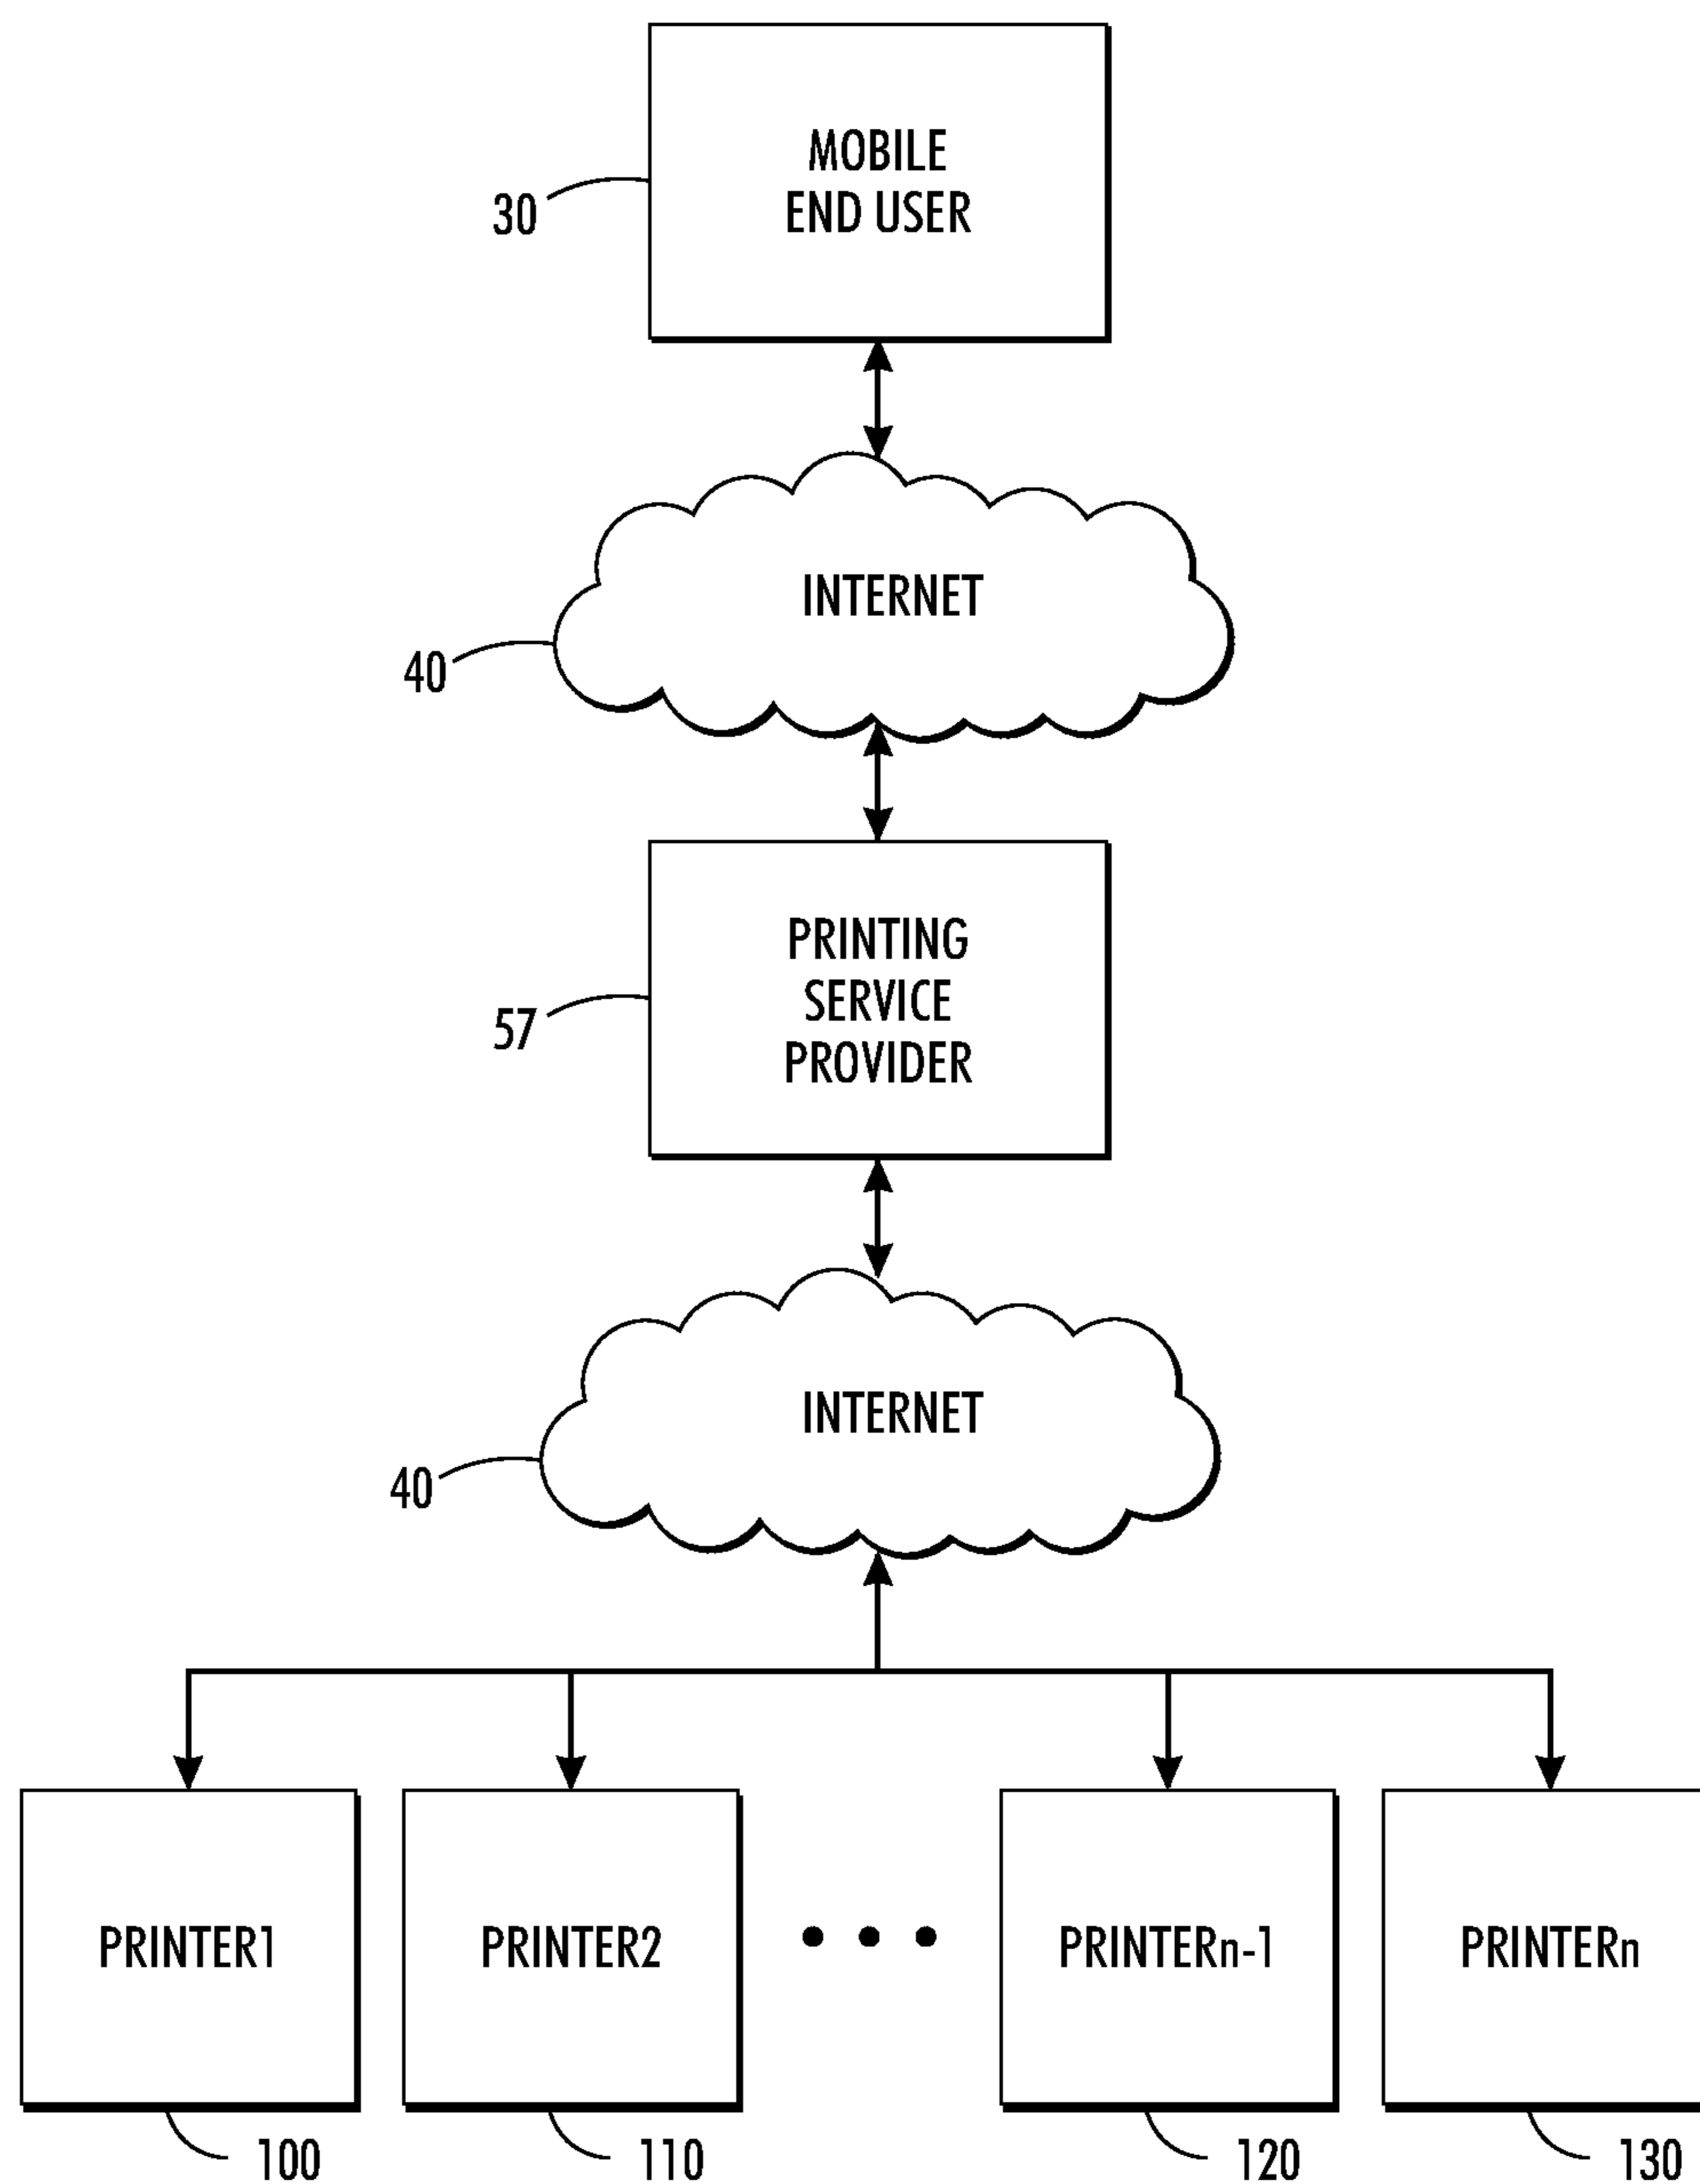 MOBILE
END USER
30
INTERNET
40
PRINTING
SERVICE
PROVIDER
57
INTERNET
40
PRINTER1
PRINTER2
PRINTERn-1
PRINTERn
100
110
120
130